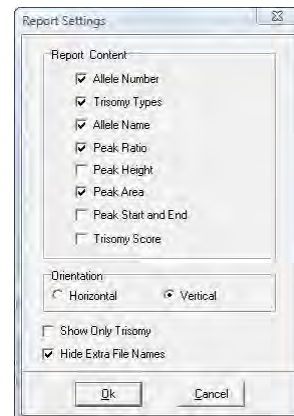 Report Settings
Report Content
Allele Number
Trisomy Types
Allele Name
Peak Ratio
Peak Height
Peak Area
Peak Start and End
Trisomy Score
Orientation
Horizontal Vertical
Show Only Trisomy
Hide Extra File Names
Ok Cancel